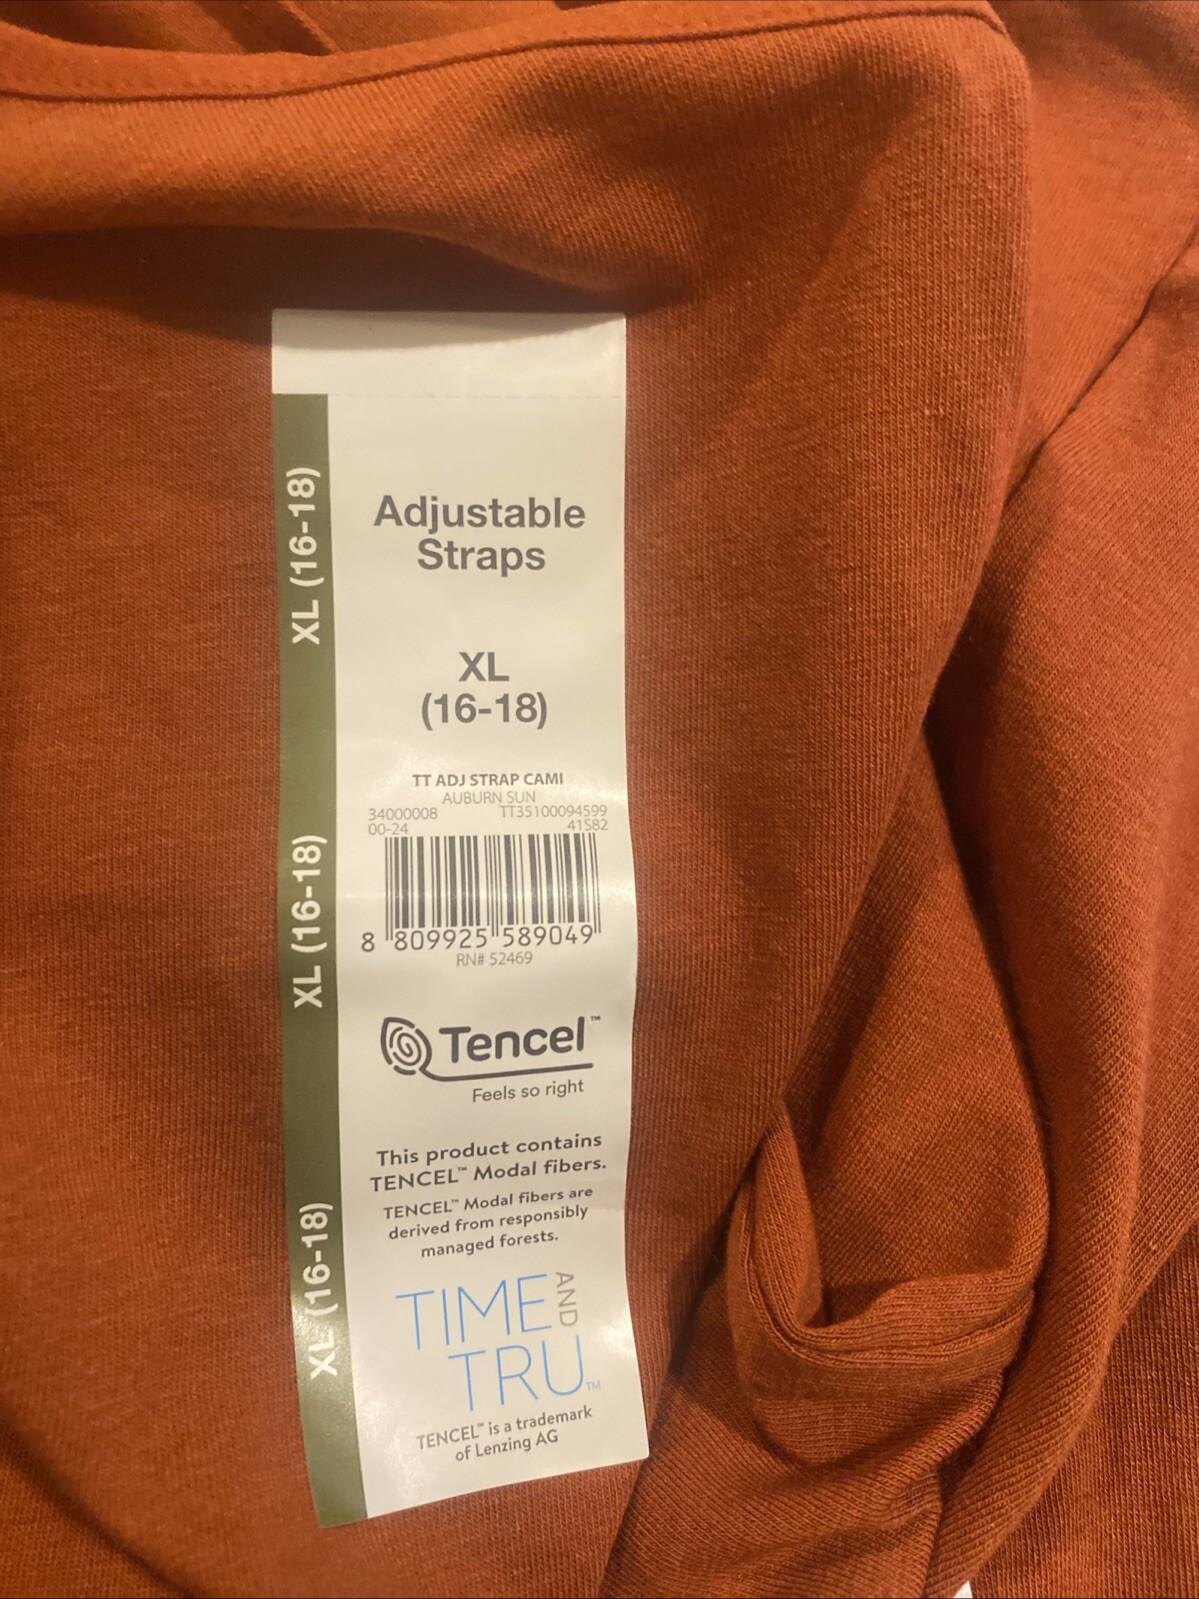 Adjustable
Straps
XL
(16-18)
TT ADJ STRAP CAMI
AUBURN SUN
34000008 TT35100094599
00-24 41S82
8 809925 589049
RN# 52469
Tencel™
Feels so right
This product contains
TENCEL™ Modal fibers.
TENCEL™ Modal fibers are
derived from responsibly
managed forests.
TIME AND
TRU™
TENCEL™ is a trademark
of Lenzing AG
XL (16-18)
XL (16-18)
XL (16-18)